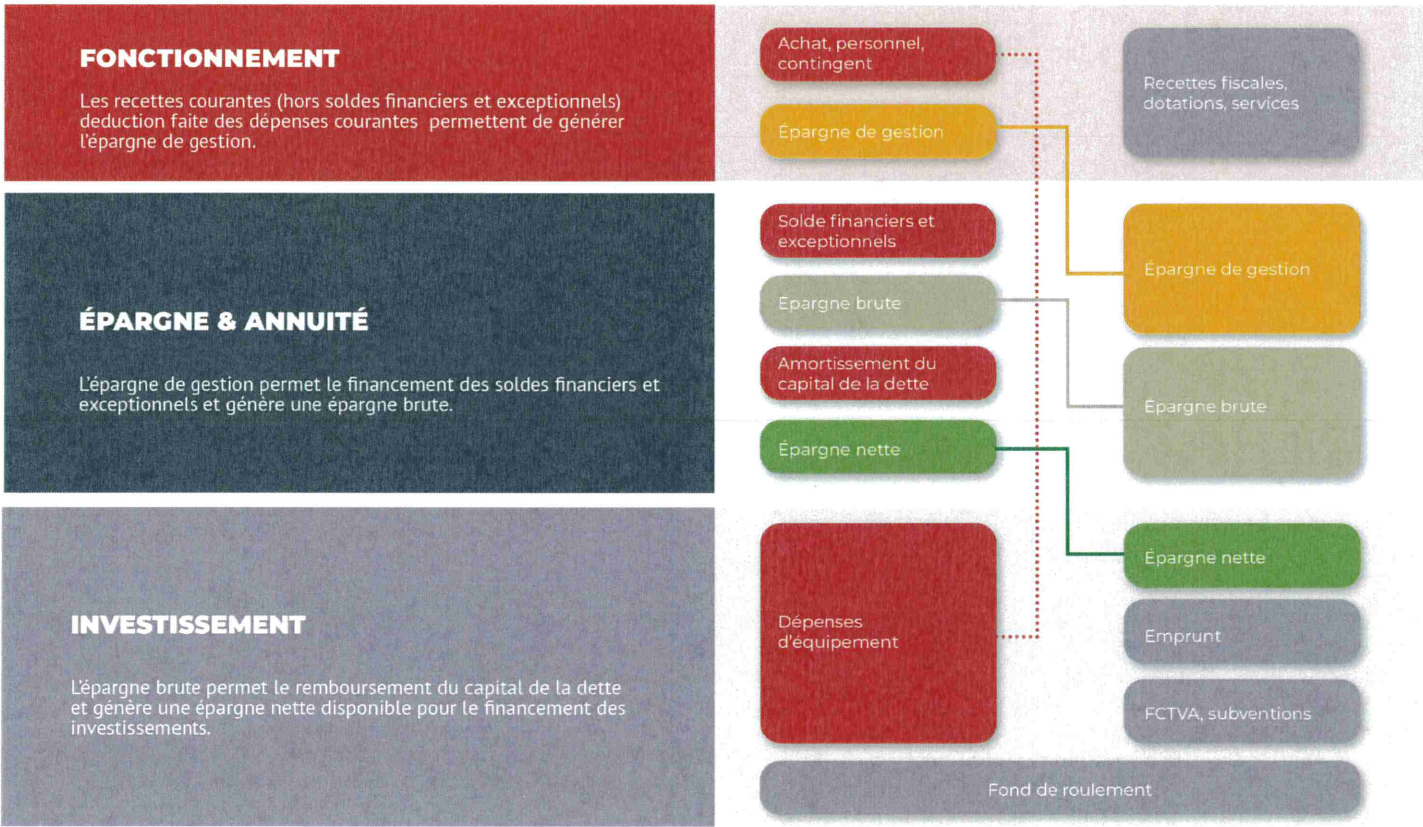 FONCTIONNEMENT
Les recettes courantes (hors soldes financiers et exceptionnels)
deduction faite des dépenses courantes permettent de générer
l'épargne de gestion.
Achat, personnel,
contingent
Épargne de gestion
Recettes fiscales,
dotations, services
ÉPARGNE & ANNUITÉ
L'épargne de gestion permet le financement des soldes financiers et
exceptionnels et génère une épargne brute.
Solde financiers et
exceptionnels
Épargne brute
Amortissement du
capital de la dette
Épargne nette
Épargne de gestion
Épargne brute
INVESTISSEMENT
L'épargne brute permet le remboursement du capital de la dette
et génère une épargne nette disponible pour le financement des
investissements.
Dépenses
d'équipement
Épargne nette
Emprunt
FCTVA, subventions
Fond de roulement